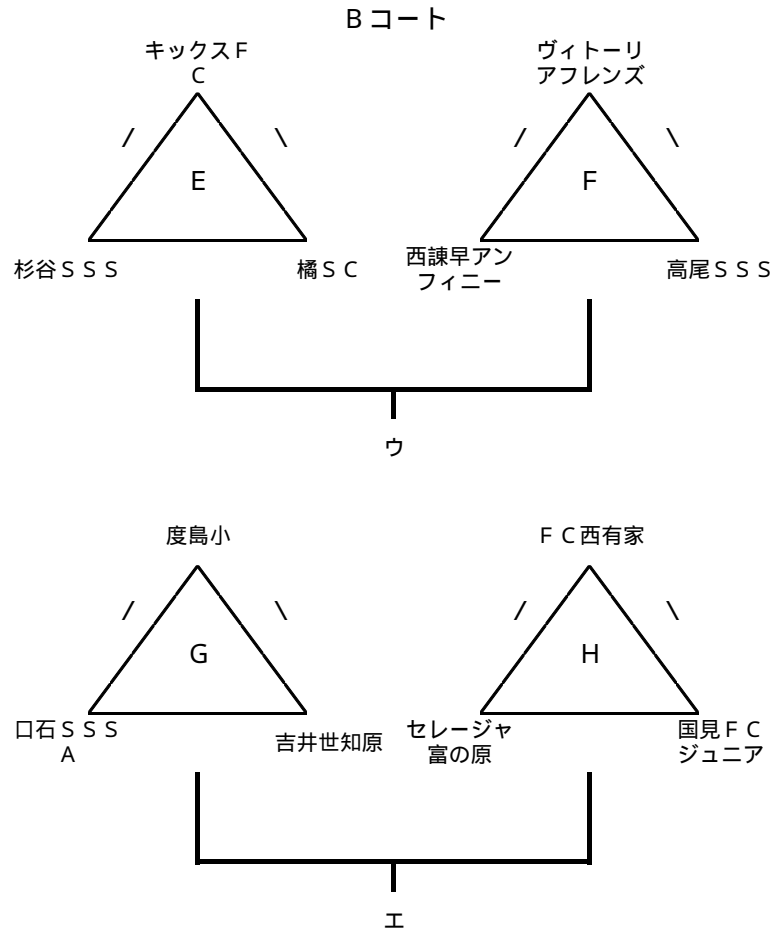 Ｂコート
キックスＦ
Ｃ
ヴィトーリ
アフレンズ
/
\
/
\
E
F
杉谷ＳＳＳ
橘ＳＣ
西諫早アン
フィニー
高尾ＳＳＳ
ウ
度島小
ＦＣ西有家
/
\
/
\
G
H
口石ＳＳＳ
Ａ
吉井世知原
セレージャ
富の原
国見ＦＣ
ジュニア
エ